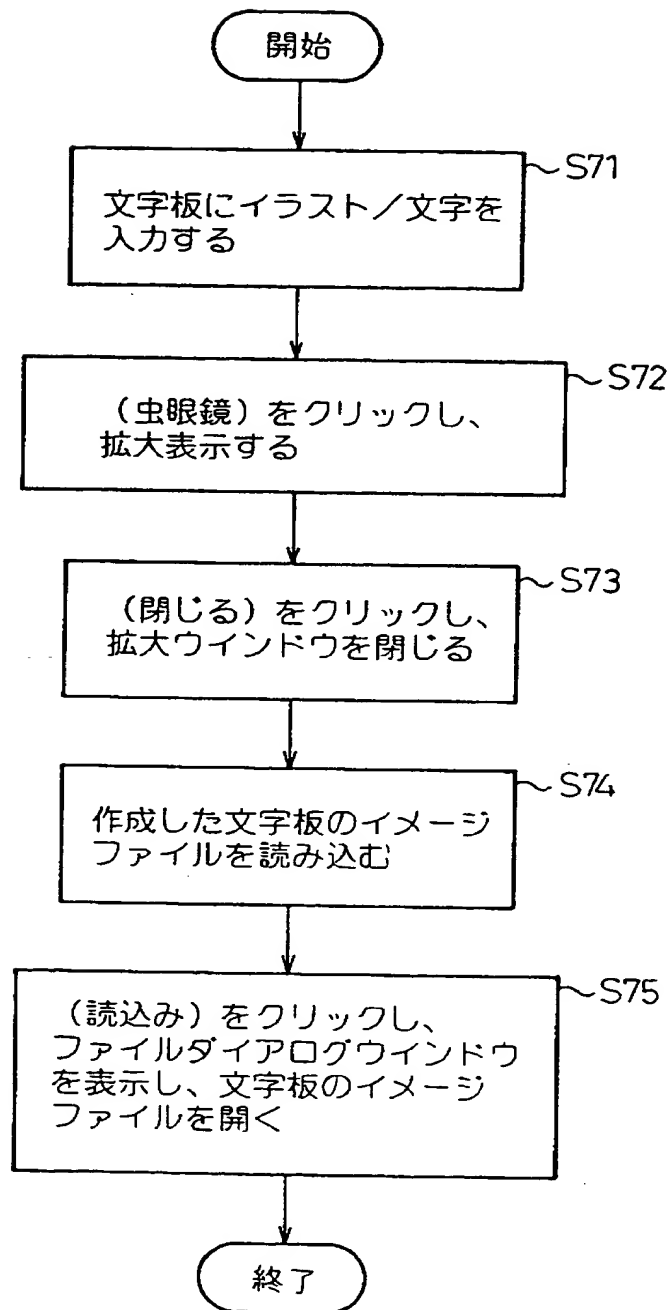 開始
S71
文字板にイラスト／文字を
入力する
S72
（虫眼鏡）をクリックし、
拡大表示する
S73
（閉じる）をクリックし、
拡大ウインドウを閉じる
S74
作成した文字板のイメージ
ファイルを読み込む
S75
（読込み）をクリックし、
ファイルダイアログウインドウ
を表示し、文字板のイメージ
ファイルを開く
終了